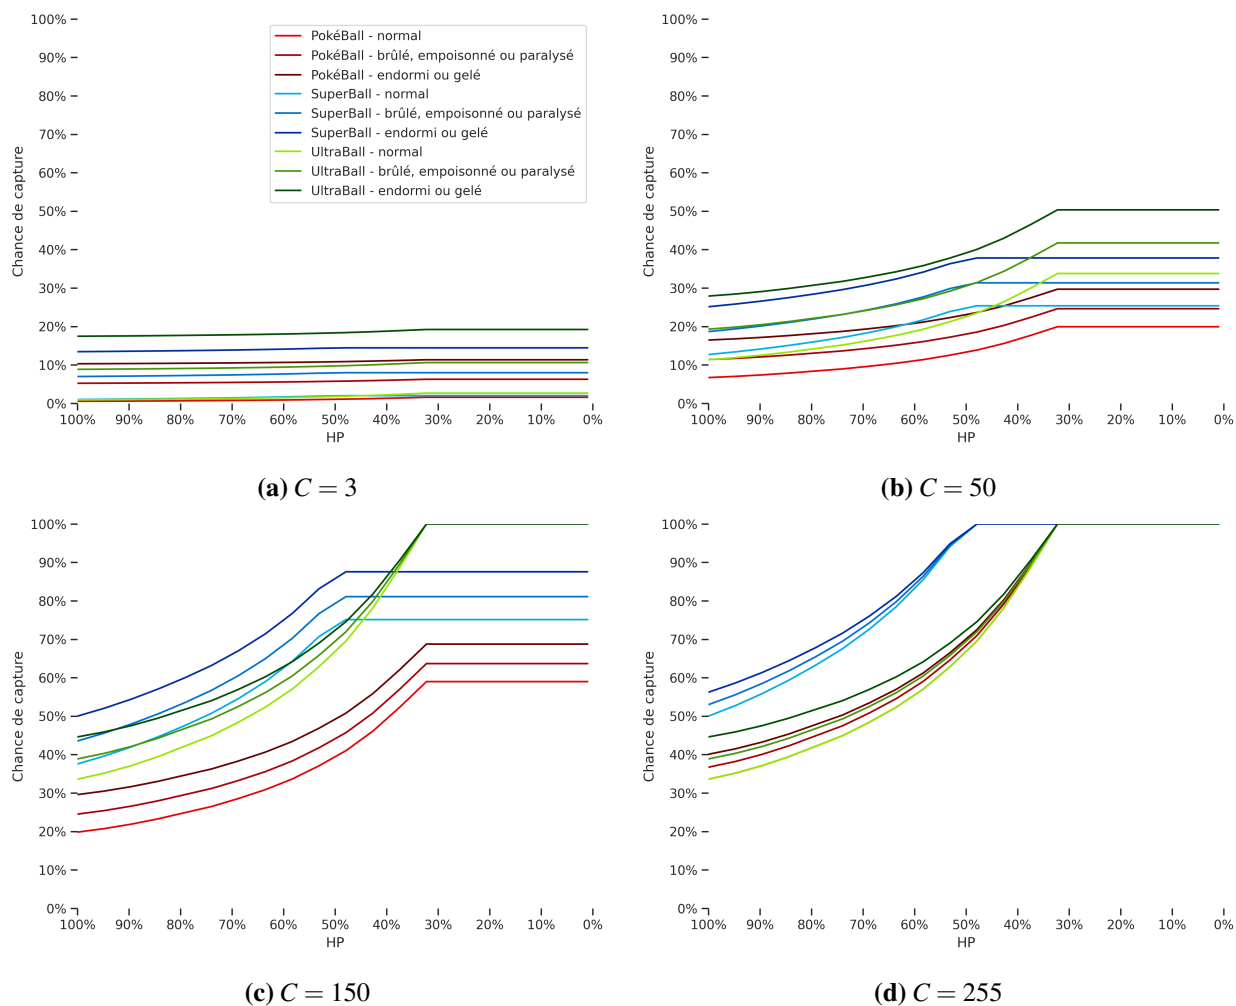 100%
90%
80%
70%
60%
50%
40%
30%
20%
10%
0%
Chance de capture
PokéBall - normal
PokéBall - brûlé, empoisonné ou paralysé
PokéBall - endormi ou gelé
SuperBall - normal
SuperBall - brûlé, empoisonné ou paralysé
SuperBall - endormi ou gelé
UltraBall - normal
UltraBall - brûlé, empoisonné ou paralysé
UltraBall - endormi ou gelé
100% 90% 80% 70% 60% 50% 40% 30% 20% 10% 0%
HP
(a) C = 3
100%
90%
80%
70%
60%
50%
40%
30%
20%
10%
0%
Chance de capture
100% 90% 80% 70% 60% 50% 40% 30% 20% 10% 0%
HP
(b) C = 50
100%
90%
80%
70%
60%
50%
40%
30%
20%
10%
0%
Chance de capture
100% 90% 80% 70% 60% 50% 40% 30% 20% 10% 0%
HP
(c) C = 150
100%
90%
80%
70%
60%
50%
40%
30%
20%
10%
0%
Chance de capture
100% 90% 80% 70% 60% 50% 40% 30% 20% 10% 0%
HP
(d) C = 255